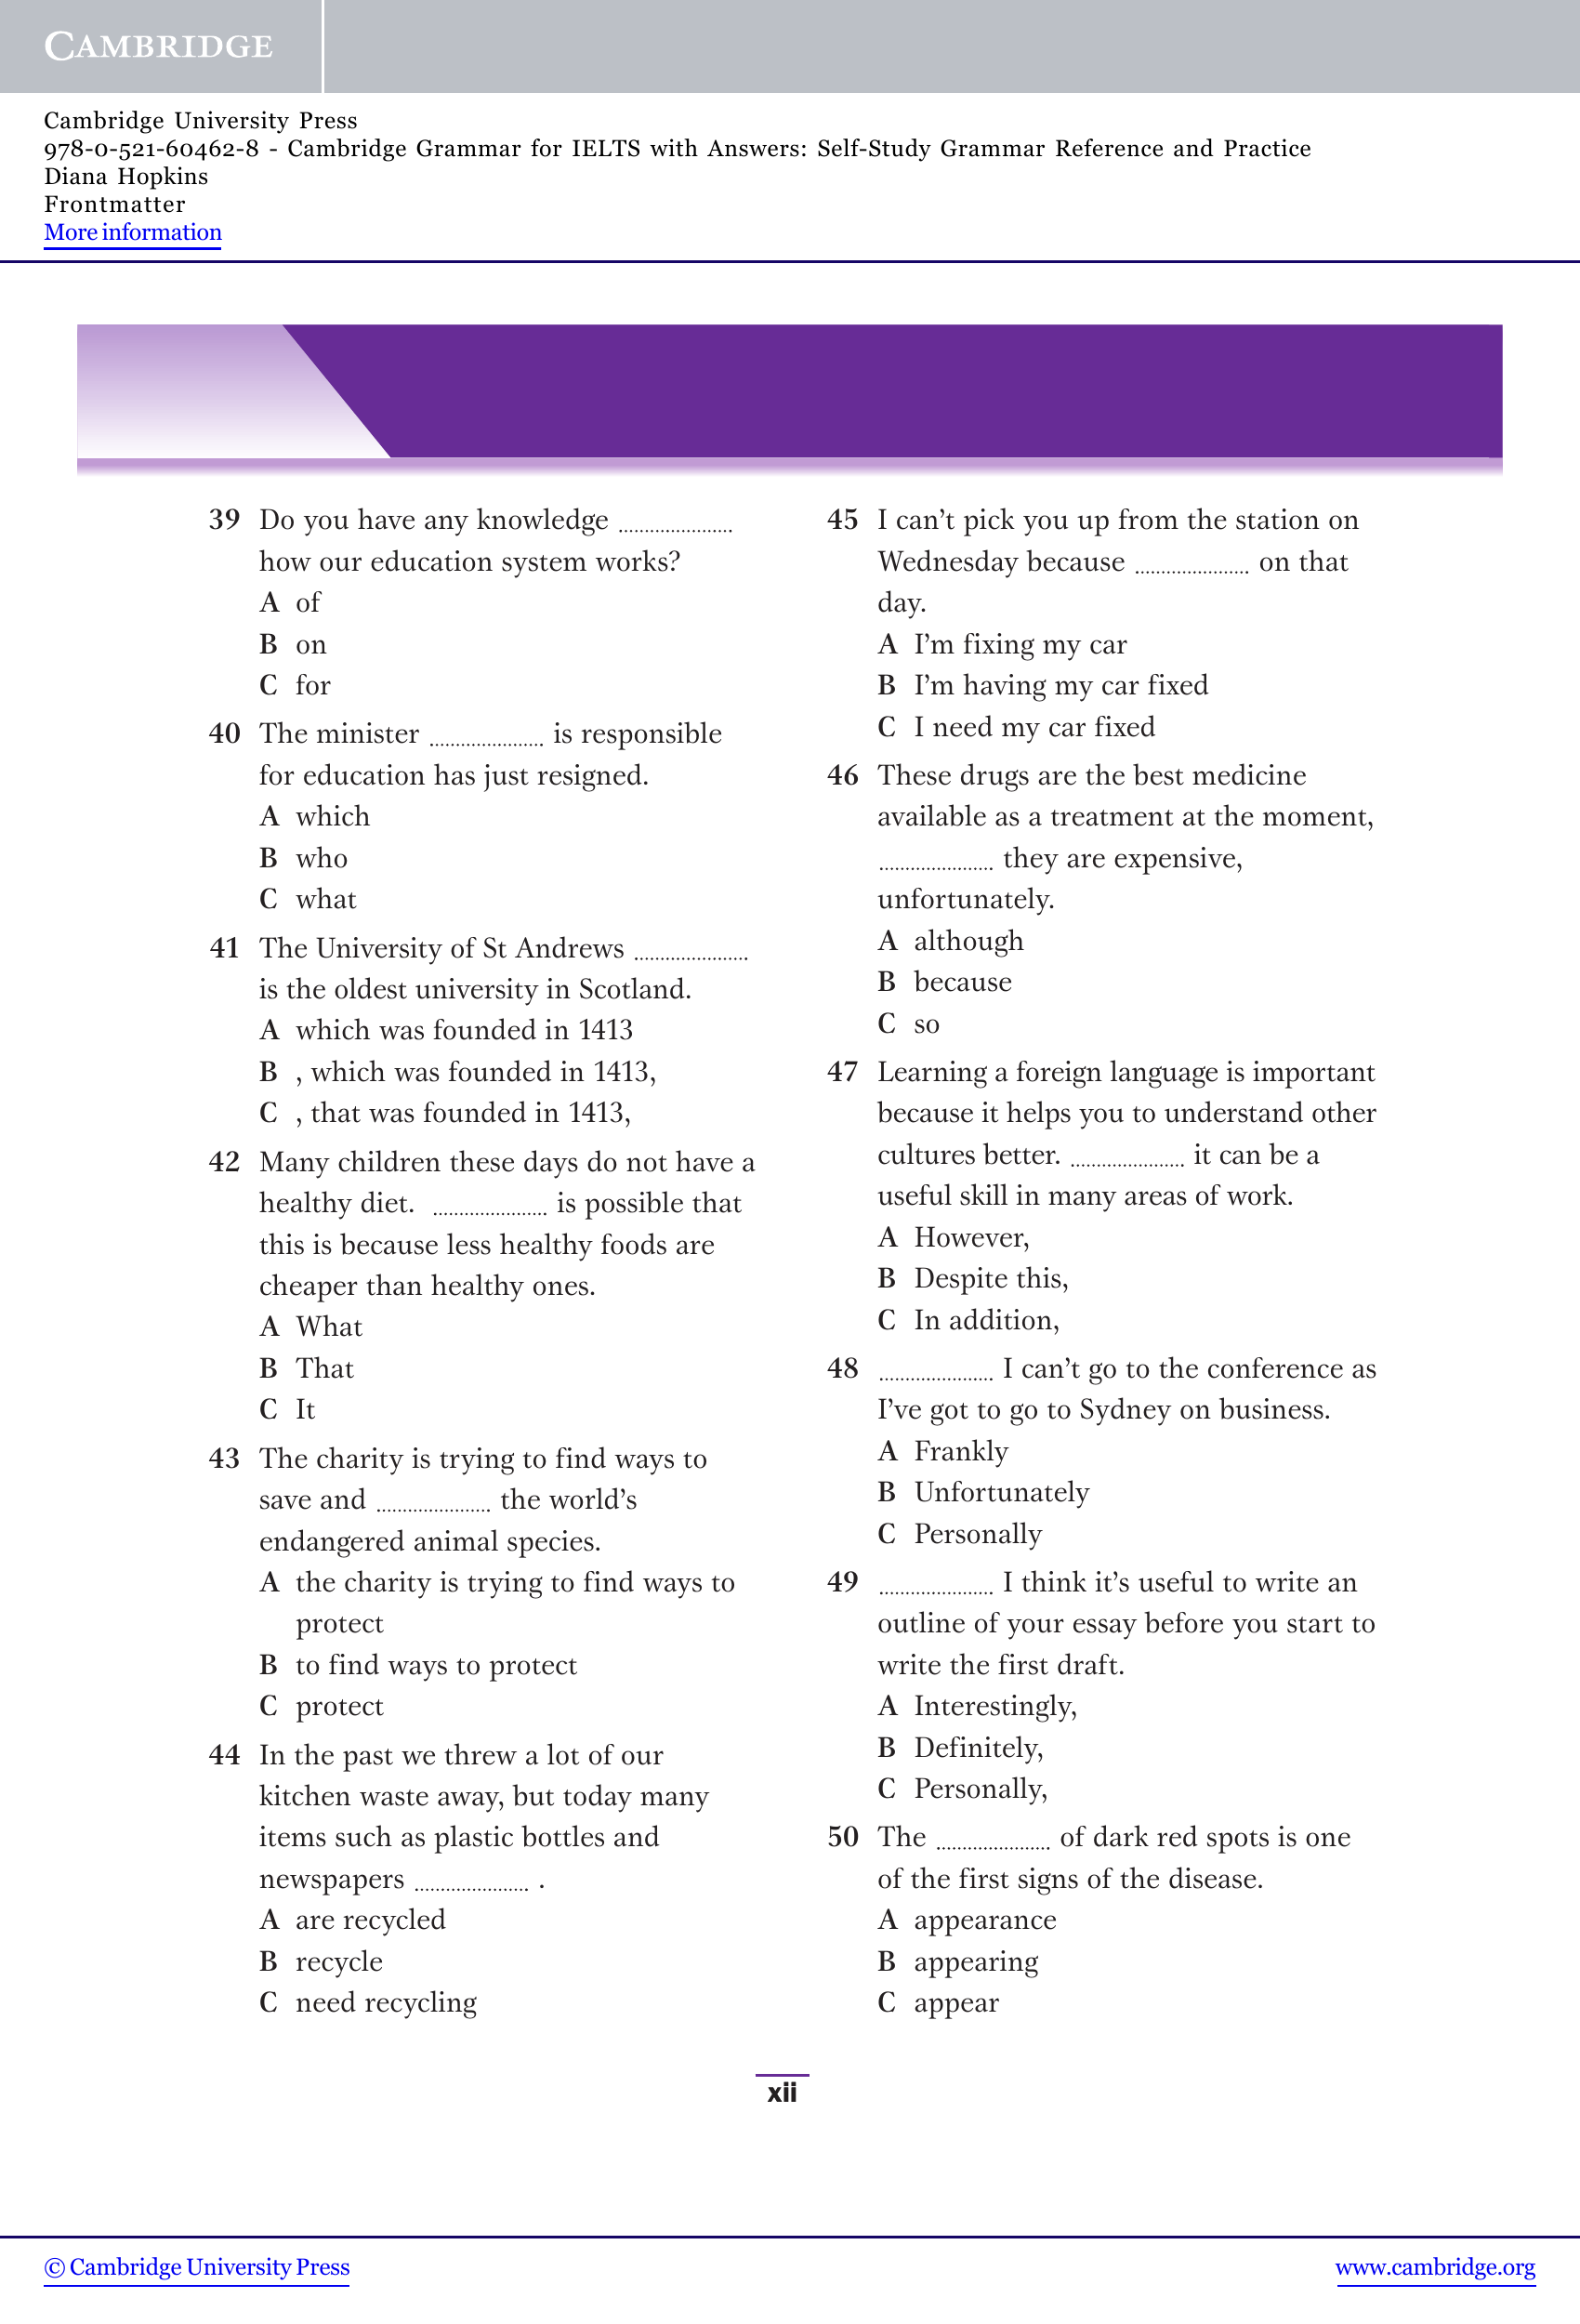 CAMBRIDGE
Cambridge University Press
978-0-521-60462-8 - Cambridge Grammar for IELTS with Answers: Self-Study Grammar Reference and Practice
Diana Hopkins
Frontmatter
More information
39 Do you have any knowledge .....................
how our education system works?
A of
B on
C for
40 The minister ..................... is responsible
for education has just resigned.
A which
B who
C what
41 The University of St Andrews .....................
is the oldest university in Scotland.
A which was founded in 1413
B , which was founded in 1413,
C , that was founded in 1413,
42 Many children these days do not have a
healthy diet. ..................... is possible that
this is because less healthy foods are
cheaper than healthy ones.
A What
B That
C It
43 The charity is trying to find ways to
save and ..................... the world's
endangered animal species.
A the charity is trying to find ways to
protect
B to find ways to protect
C protect
44 In the past we threw a lot of our
kitchen waste away, but today many
items such as plastic bottles and
newspapers ..................... .
A are recycled
B recycle
C need recycling
45 I can't pick you up from the station on
Wednesday because ..................... on that
day.
A I'm fixing my car
B I'm having my car fixed
C I need my car fixed
46 These drugs are the best medicine
available as a treatment at the moment,
..................... they are expensive,
unfortunately.
A although
B because
C so
47 Learning a foreign language is important
because it helps you to understand other
cultures better. ..................... it can be a
useful skill in many areas of work.
A However,
B Despite this,
C In addition,
48 ..................... I can't go to the conference as
I've got to go to Sydney on business.
A Frankly
B Unfortunately
C Personally
49 ..................... I think it's useful to write an
outline of your essay before you start to
write the first draft.
A Interestingly,
B Definitely,
C Personally,
50 The ..................... of dark red spots is one
of the first signs of the disease.
A appearance
B appearing
C appear
xii
© Cambridge University Press
www.cambridge.org